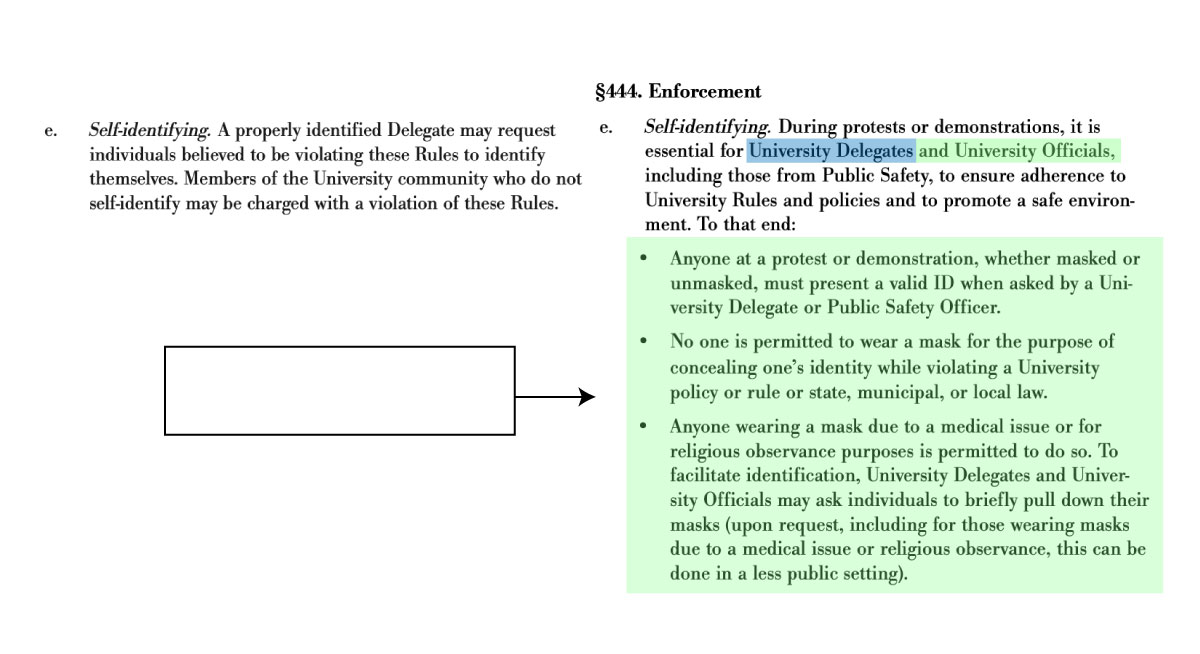 e. Self-identifying. A properly identified Delegate may request
individuals believed to be violating these Rules to identify
themselves. Members of the University community who do not
self-identify may be charged with a violation of these Rules.
§444. Enforcement
e. Self-identifying. During protests or demonstrations, it is
essential for University Delegates and University Officials,
including those from Public Safety, to ensure adherence to
University Rules and policies and to promote a safe environ-
ment. To that end:
• Anyone at a protest or demonstration, whether masked or
unmasked, must present a valid ID when asked by a Uni-
versity Delegate or Public Safety Officer.
• No one is permitted to wear a mask for the purpose of
concealing one's identity while violating a University
policy or rule or state, municipal, or local law.
• Anyone wearing a mask due to a medical issue or for
religious observance purposes is permitted to do so. To
facilitate identification, University Delegates and Univer-
sity Officials may ask individuals to briefly pull down their
masks (upon request, including for those wearing masks
due to a medical issue or religious observance, this can be
done in a less public setting).